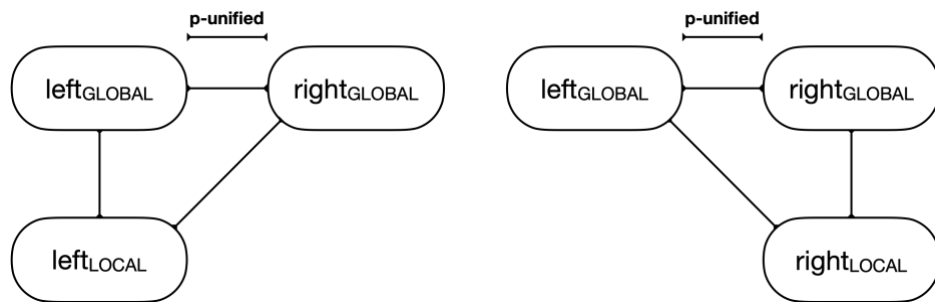 p-unified p-unified
leftGLOBAL rightGLOBAL leftGLOBAL rightGLOBAL
leftLOCAL rightLOCAL